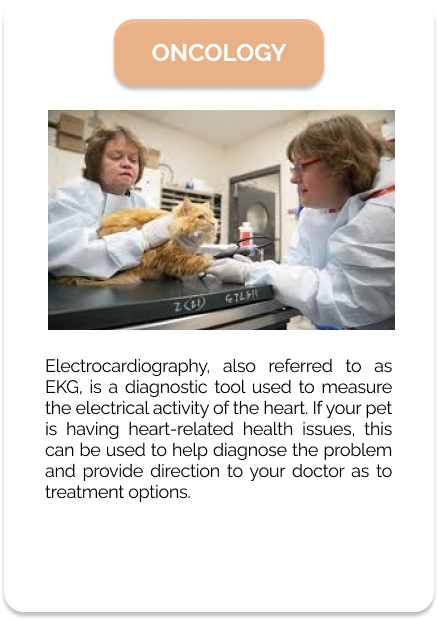 ONCOLOGY
Electrocardiography, also referred to as
EKG, is a diagnostic tool used to measure
the electrical activity of the heart. If your pet
is having heart-related health issues, this
can be used to help diagnose the problem
and provide direction to your doctor as to
treatment options.